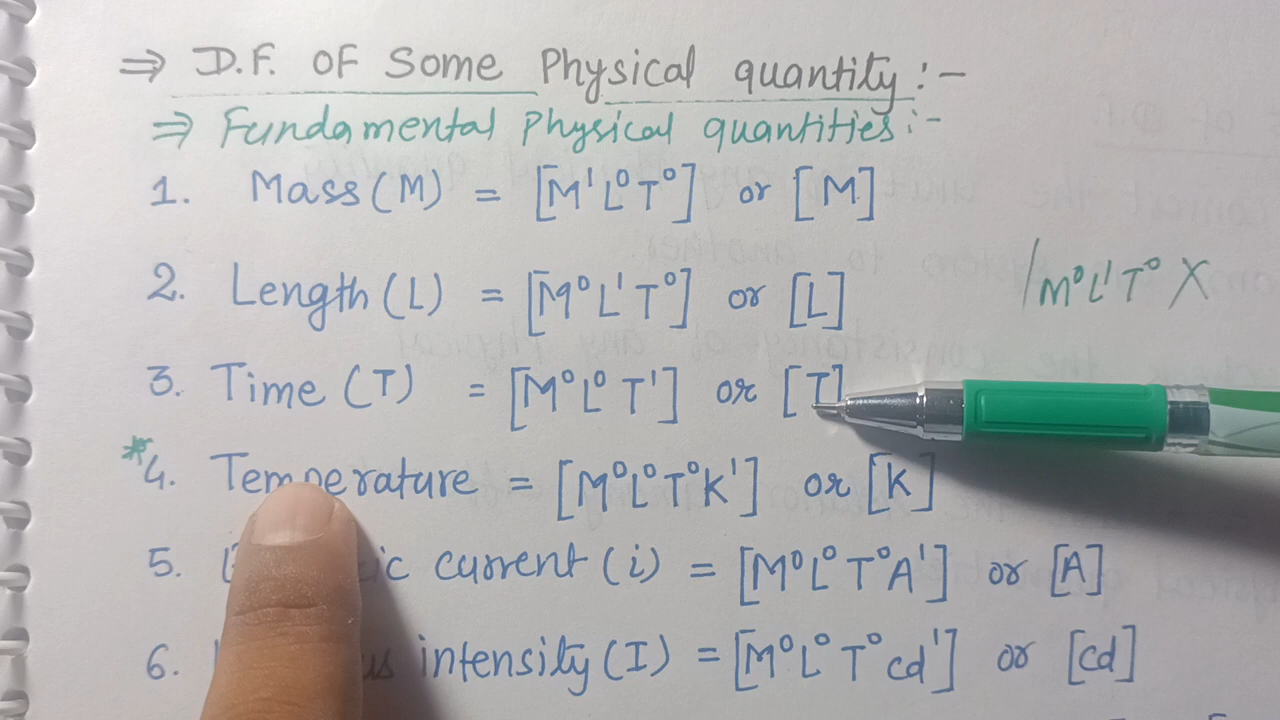 ⇒ D.F. OF Some Physical quantity :-
⇒ Fundamental Physical quantities :-
1. Mass (M) = [M¹L⁰T⁰] or [M]
2. Length (L) = [M⁰L¹T⁰] or [L]
/M⁰L¹T⁰ X
3. Time (T) = [M⁰L⁰T¹] or [T]
*4. Temperature = [M⁰L⁰T⁰K¹] or [K]
5. current (i) = [M⁰L⁰T⁰A¹] or [A]
6. intensity (I) = [M⁰L⁰T⁰cd¹] or [cd]